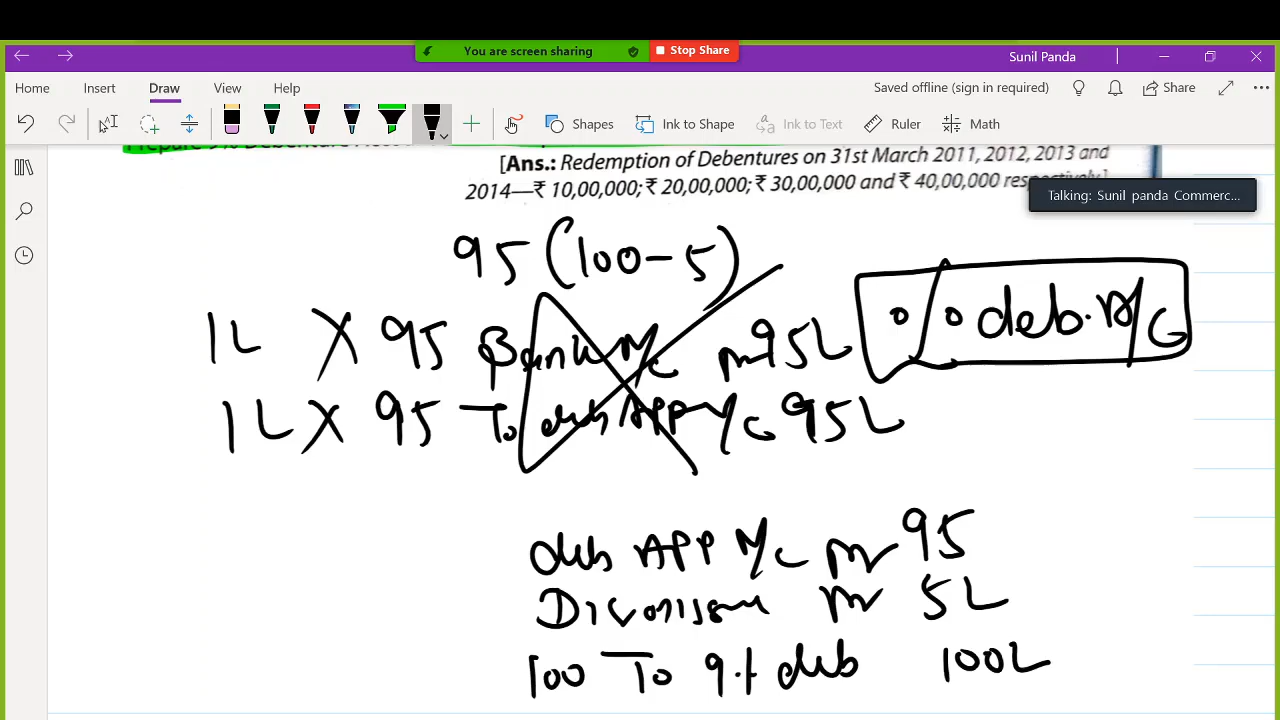 You are screen sharing Stop Share
Sunil Panda
Home Insert Draw View Help Saved offline (sign in required) Share
Shapes Ink to Shape Ink to Text Ruler Math
Prepare 9% Debenture
[Ans.: Redemption of Debentures on 31st March 2011, 2012, 2013 and
2014—₹ 10,00,000; ₹ 20,00,000; ₹ 30,00,000 and ₹ 40,00,000 respectively.]
Talking: Sunil panda Commerc...
95 (100-5)
% deb. A/C
1L X 95 Bank A/c Dr 95L
1L X 95 To deb APP A/c 95L
deb APP A/c Dr 95
Dr 5L
100 To 9% deb 100L